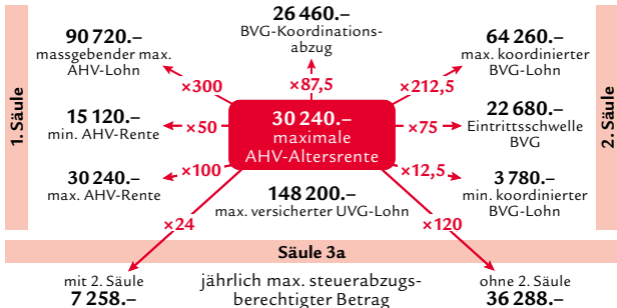 26 460.–
BVG-Koordinations-
abzug
90 720.–
massgebender max.
AHV-Lohn
64 260.–
max. koordinierter
BVG-Lohn
×300
×87,5
×212,5
1. Säule
15 120.–
min. AHV-Rente
×50
30 240.–
maximale
AHV-Altersrente
×75
22 680.–
Eintrittsschwelle
BVG
2. Säule
30 240.–
max. AHV-Rente
×100
×12,5
3 780.–
min. koordinierter
BVG-Lohn
148 200.–
max. versicherter UVG-Lohn
×24
×120
Säule 3a
mit 2. Säule
7 258.–
jährlich max. steuerabzugs-
berechtigter Betrag
ohne 2. Säule
36 288.–